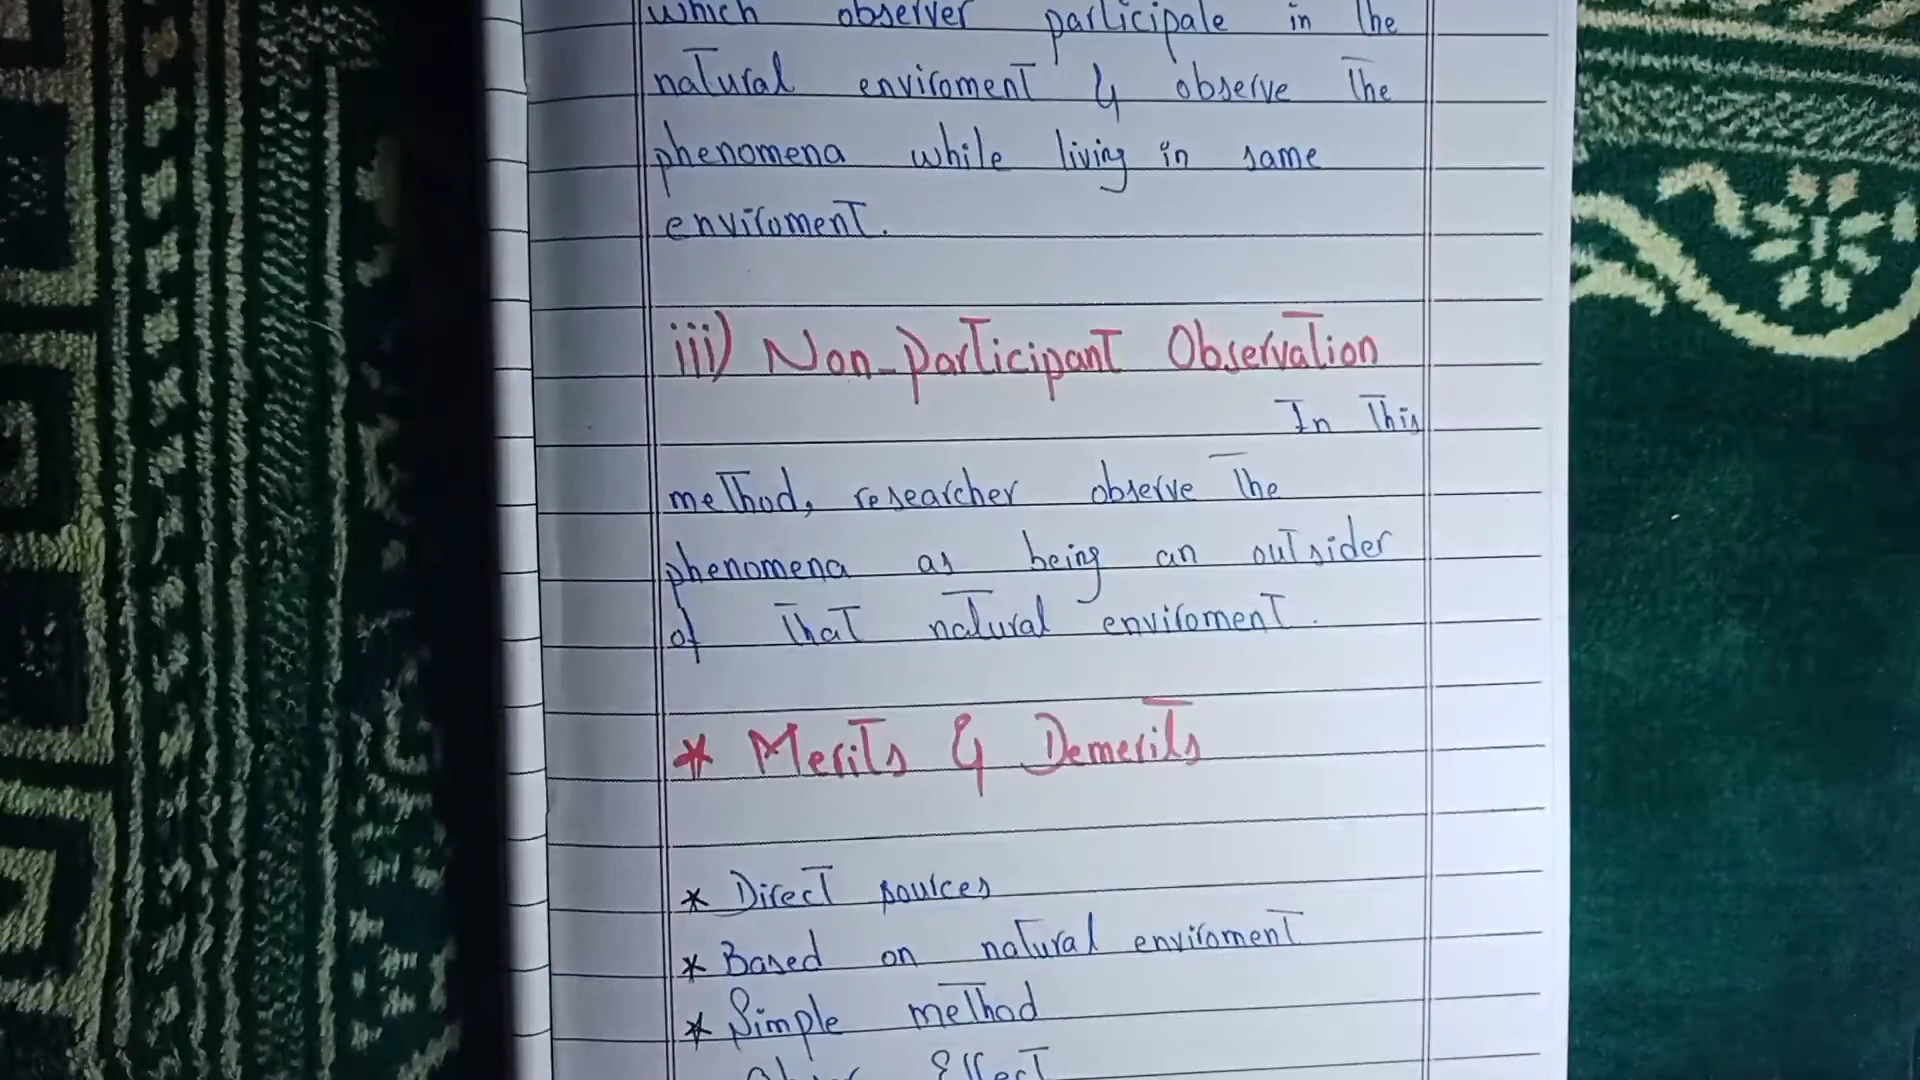 which observer participate in the
natural enviroment & observe the
phenomena while living in same
enviroment.
iii) Non-participant Observation
In this
method, researcher observe the
phenomena as being an outsider
of that natural enviroment.
* Merits & Demerits
* Direct sources
* Based on natural enviroment
* Simple method
Effect